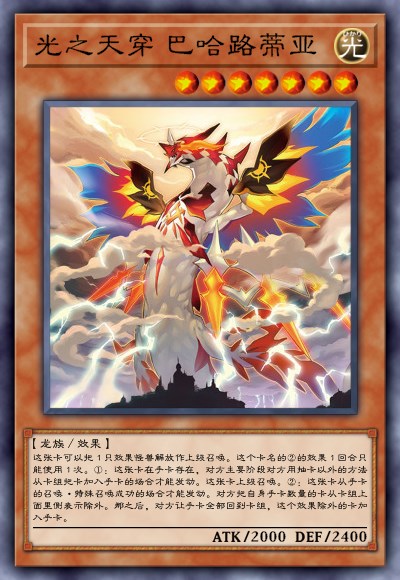 光之天穿 巴哈路蒂亚
ひかり
光
【龙族／效果】
这张卡可以把1只效果怪兽解放作上级召唤。这个卡名的②的效果1回合只
能使用1次。①：这张卡在手卡存在，对方主要阶段对方用抽卡以外的方法
从卡组把卡加入手卡的场合才能发动。这张卡上级召唤。②：这张卡从手卡
的召唤·特殊召唤成功的场合才能发动。对方把自身手卡数量的卡从卡组上
面里侧表示除外。那之后，对方让手卡全部回到卡组，这个效果除外的卡加
入手卡。
ATK/2000 DEF/2400